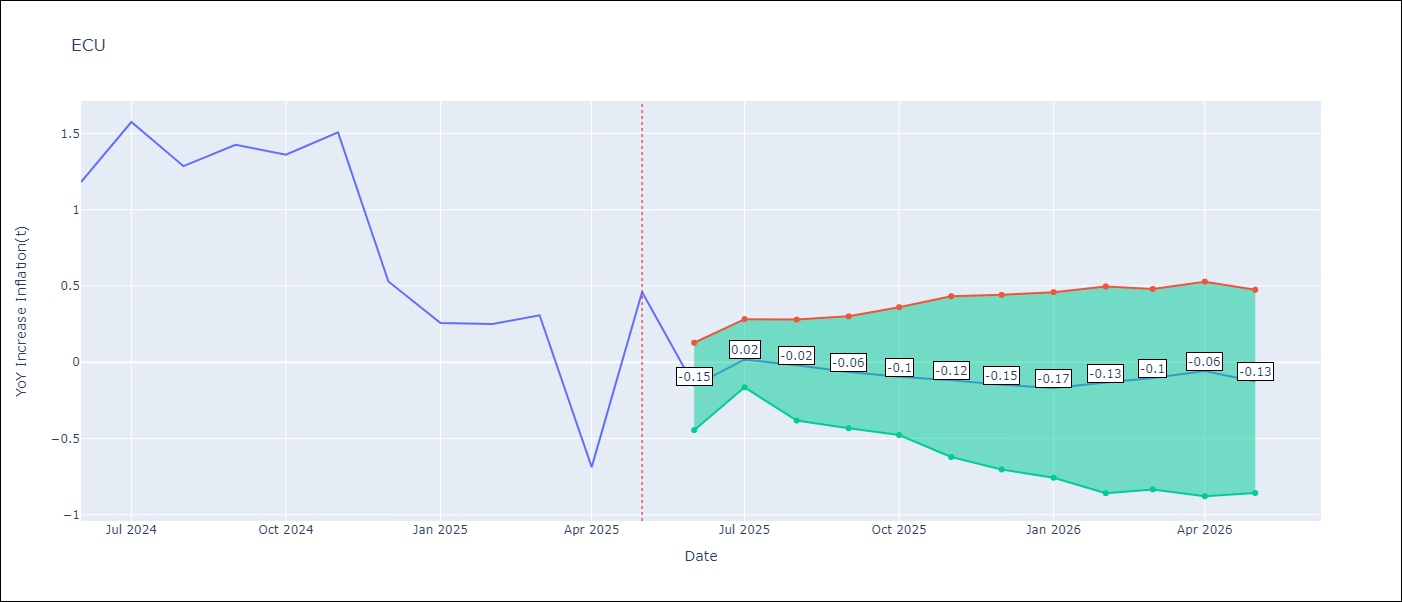 ECU
YoY Increase Inflation(t)
1.5
1
0.5
0
−0.5
−1
-0.15
0.02
-0.02
-0.06
-0.1
-0.12
-0.15
-0.17
-0.13
-0.1
-0.06
-0.13
Jul 2024
Oct 2024
Jan 2025
Apr 2025
Jul 2025
Oct 2025
Jan 2026
Apr 2026
Date